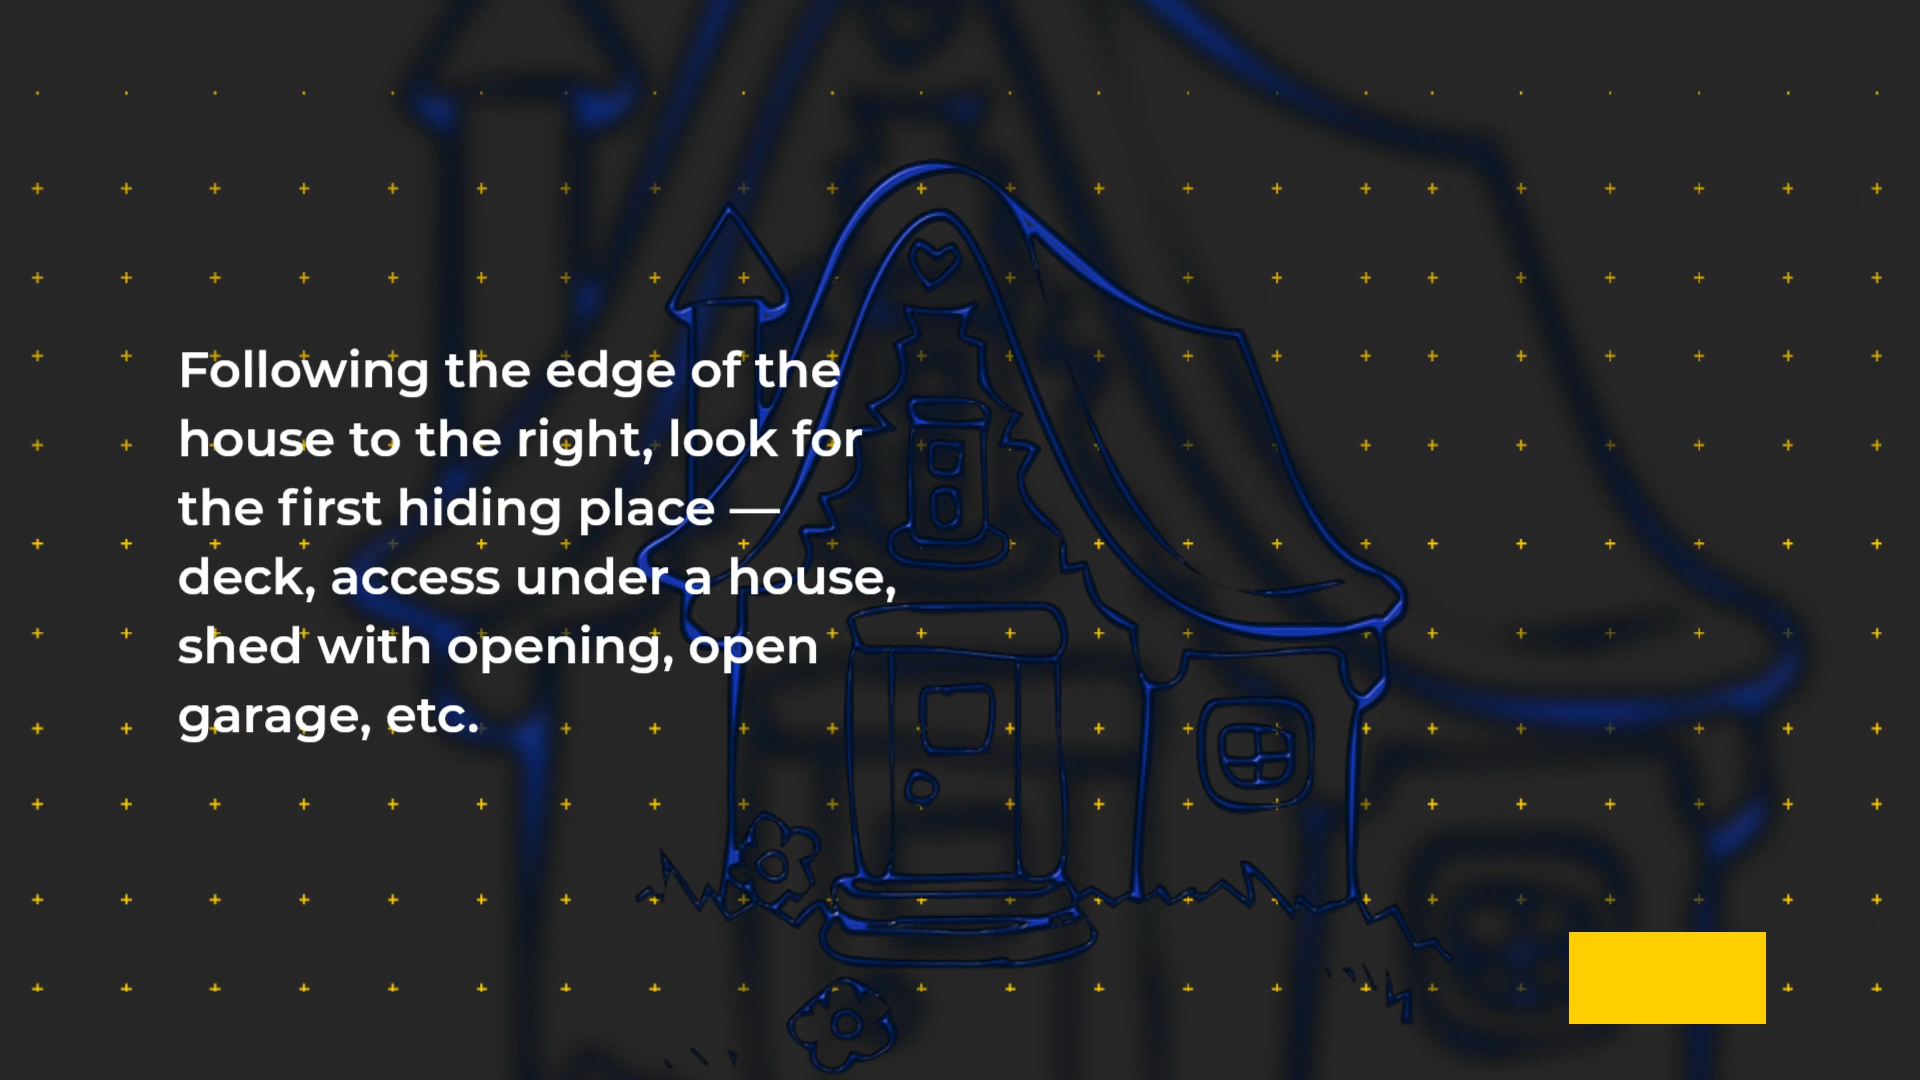 Following the edge of the
house to the right, look for
the first hiding place —
deck, access under a house,
shed with opening, open
garage, etc.